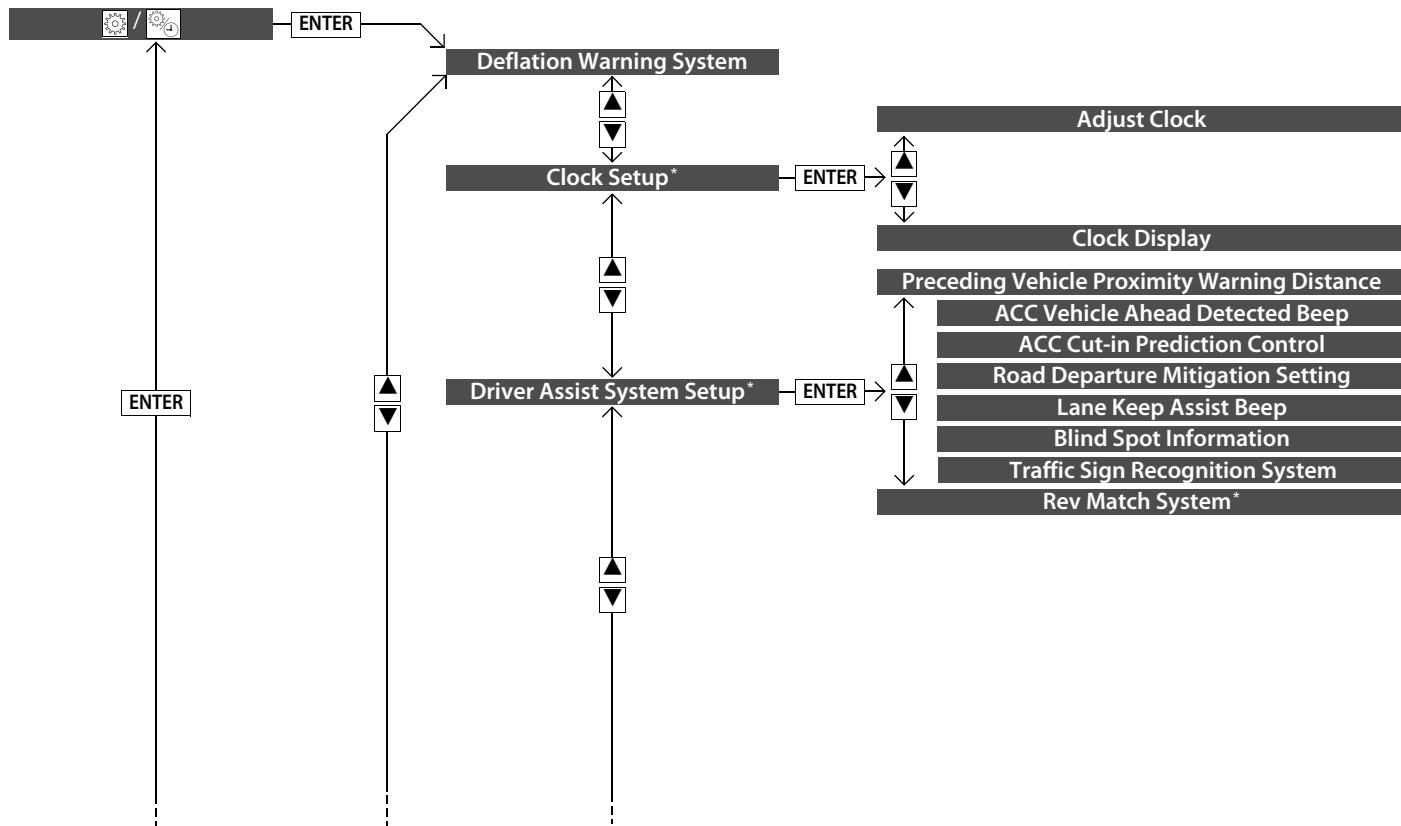 /
ENTER
Deflation Warning System
▲
▼
Adjust Clock
Clock Setup*
ENTER
▲
▼
Clock Display
▲
▼
Preceding Vehicle Proximity Warning Distance
ACC Vehicle Ahead Detected Beep
ACC Cut-in Prediction Control
Driver Assist System Setup*
ENTER
▲
▼
Road Departure Mitigation Setting
Lane Keep Assist Beep
Blind Spot Information
Traffic Sign Recognition System
Rev Match System*
ENTER
▲
▼
▲
▼